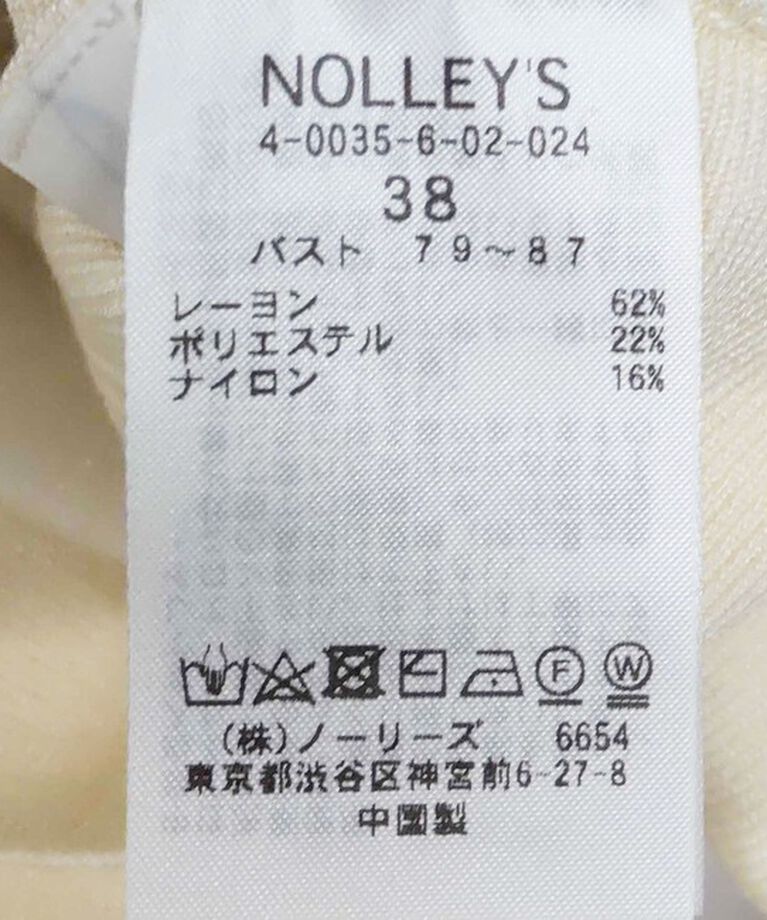 NOLLEY'S
4-0035-6-02-024
38
バスト 79〜87
レーヨン 62%
ポリエステル 22%
ナイロン 16%
F W
(株)ノーリーズ 6654
東京都渋谷区神宮前6-27-8
中国製